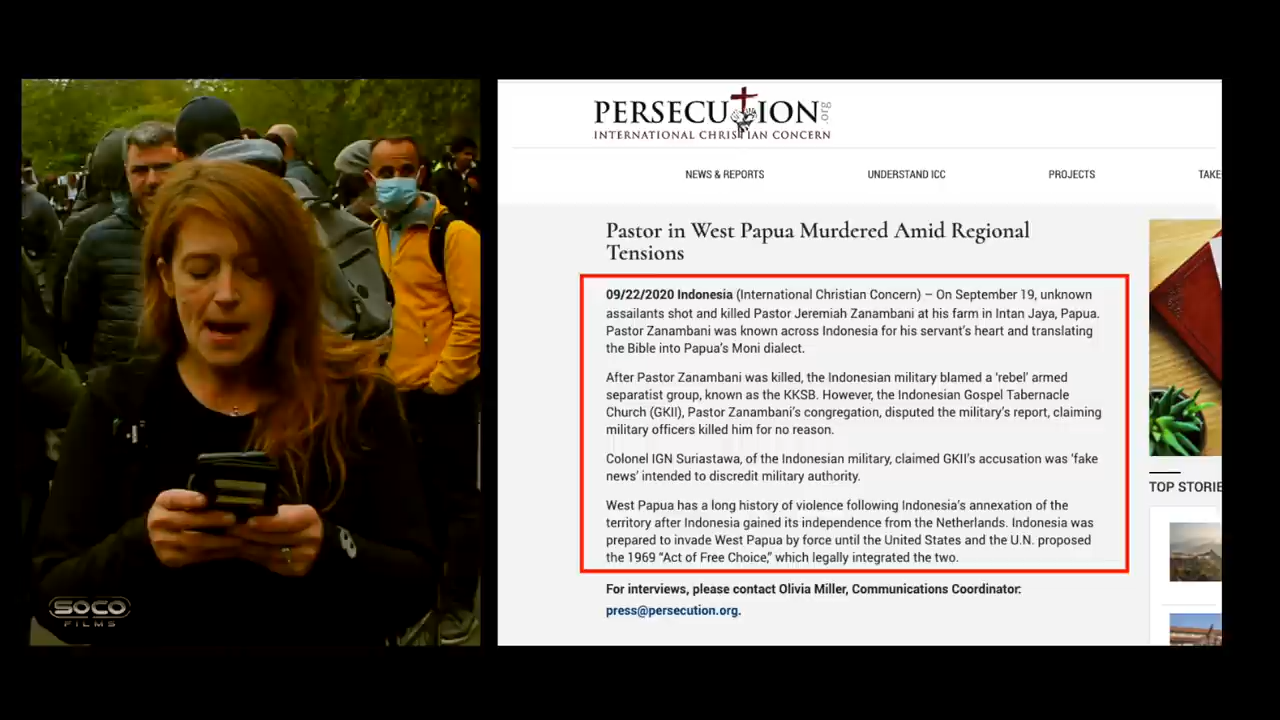 SOCO
FILMS
PERSECUTION.org
INTERNATIONAL CHRISTIAN CONCERN
NEWS & REPORTS
UNDERSTAND ICC
PROJECTS
TAKE
Pastor in West Papua Murdered Amid Regional
Tensions
09/22/2020 Indonesia (International Christian Concern) – On September 19, unknown
assailants shot and killed Pastor Jeremiah Zanambani at his farm in Intan Jaya, Papua.
Pastor Zanambani was known across Indonesia for his servant's heart and translating
the Bible into Papua's Moni dialect.
After Pastor Zanambani was killed, the Indonesian military blamed a 'rebel' armed
separatist group, known as the KKSB. However, the Indonesian Gospel Tabernacle
Church (GKII), Pastor Zanambani's congregation, disputed the military's report, claiming
military officers killed him for no reason.
Colonel IGN Suriastawa, of the Indonesian military, claimed GKII's accusation was 'fake
news' intended to discredit military authority.
West Papua has a long history of violence following Indonesia's annexation of the
territory after Indonesia gained its independence from the Netherlands. Indonesia was
prepared to invade West Papua by force until the United States and the U.N. proposed
the 1969 "Act of Free Choice," which legally integrated the two.
For interviews, please contact Olivia Miller, Communications Coordinator:
press@persecution.org.
TOP STORIE